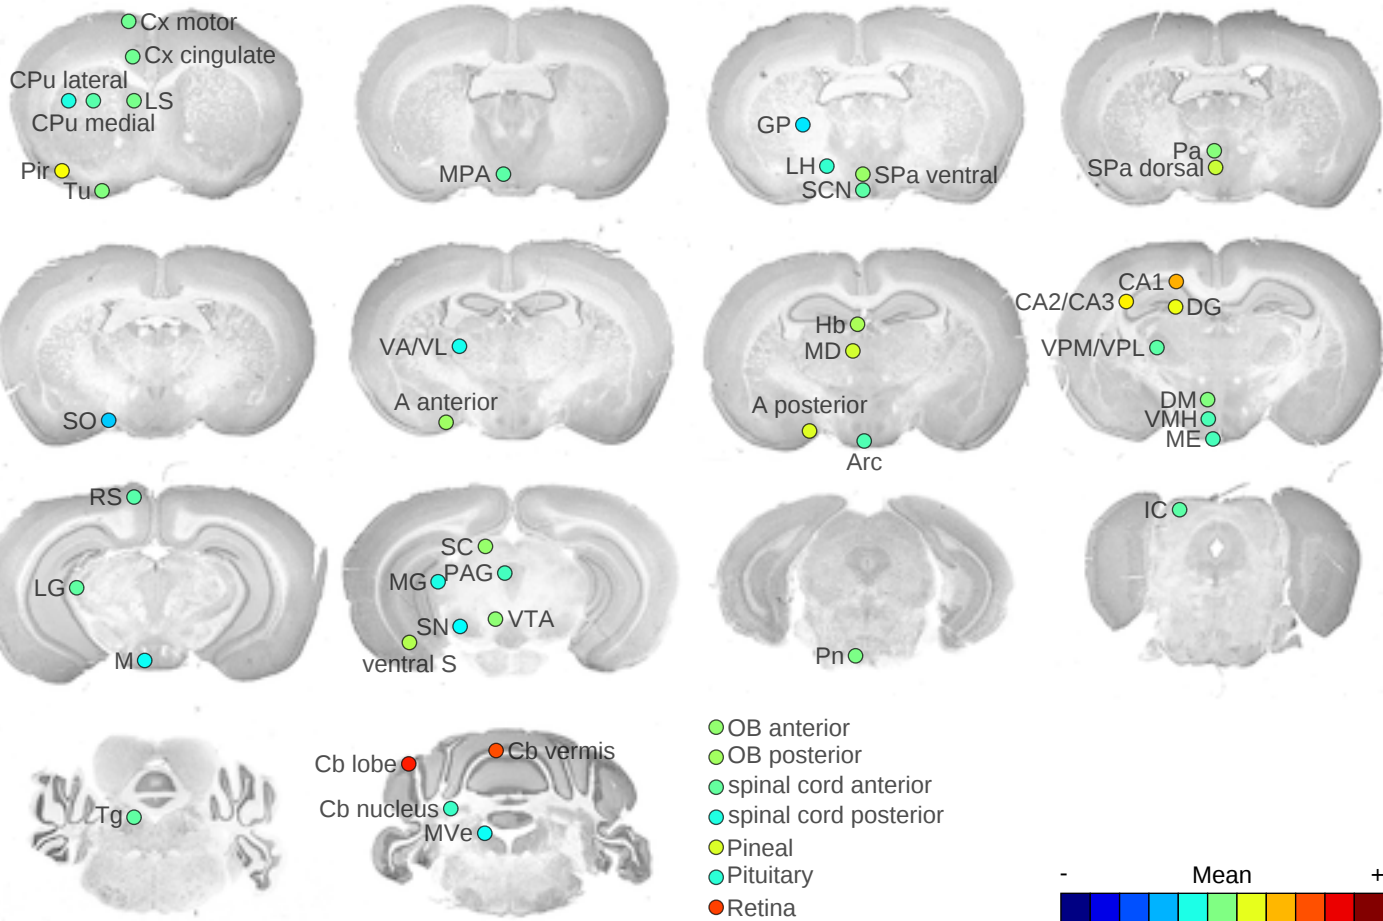 Cx motor
Cx cingulate
CPu lateral
LS
CPu medial
Pir
Tu
MPA
GP
LH
SPa ventral
SCN
Pa
SPa dorsal
SO
VA/VL
A anterior
Hb
MD
A posterior
Arc
CA1
CA2/CA3
DG
VPM/VPL
DM
VMH
ME
RS
LG
M
SC
MG
PAG
SN
VTA
ventral S
Pn
IC
Tg
Cb lobe
Cb vermis
Cb nucleus
MVe
OB anterior
OB posterior
spinal cord anterior
spinal cord posterior
Pineal
Pituitary
Retina
- Mean +